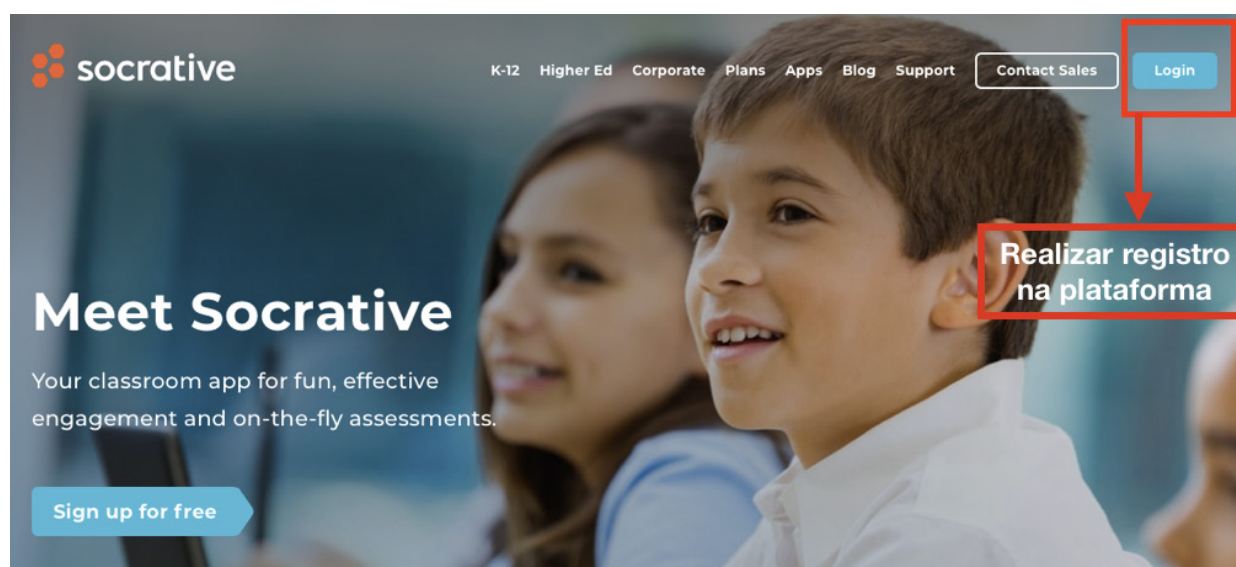 socrative
K-12 Higher Ed Corporate Plans Apps Blog Support Contact Sales Login
Realizar registro
na plataforma
Meet Socrative
Your classroom app for fun, effective
engagement and on-the-fly assessments.
Sign up for free